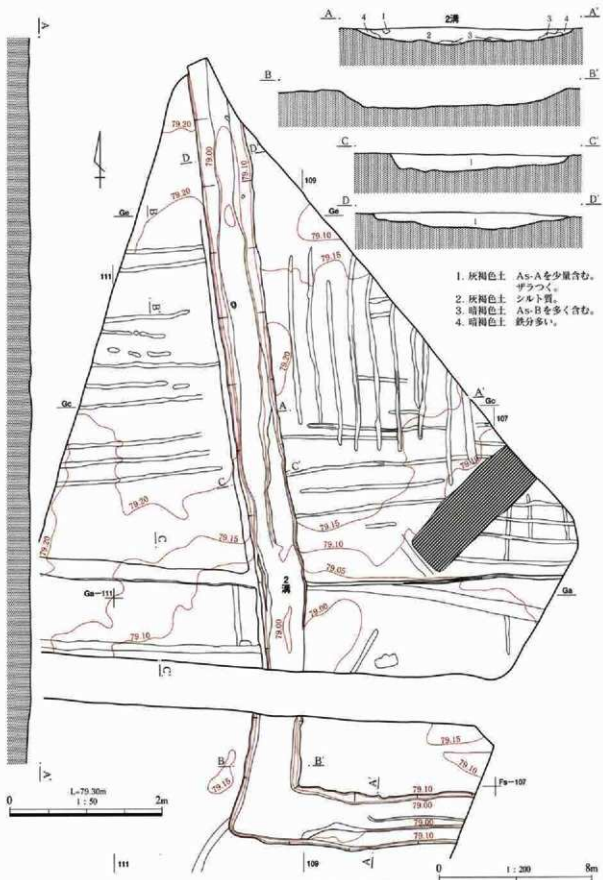 A 2溝 A'
4 1 2 3 3 4
B B'
C C'
1
D D'
1
1. 灰褐色土 As-Aを少量含む。
ザラつく。
2. 灰褐色土 シルト質。
3. 暗褐色土 As-Bを多く含む。
4. 暗褐色土 鉄分多い。
A
79.20
79.00
79.10
D D'
109
79.20
B
Gc
Ge
79.10
111
79.15
B'
79.20
A'
Gc
A
107
Gc
C C'
79.20
79.15
79.20
C
79.15
79.10
79.05
2溝
Ga-111
Ga
79.00
79.00
79.10
C'
79.15
79.10
B B'
79.15
A'
79.10
Fs-107
79.00
A'
L=79.30m
0 1:50 2m
79.00
79.10
A
111
109
0 1:200 8m